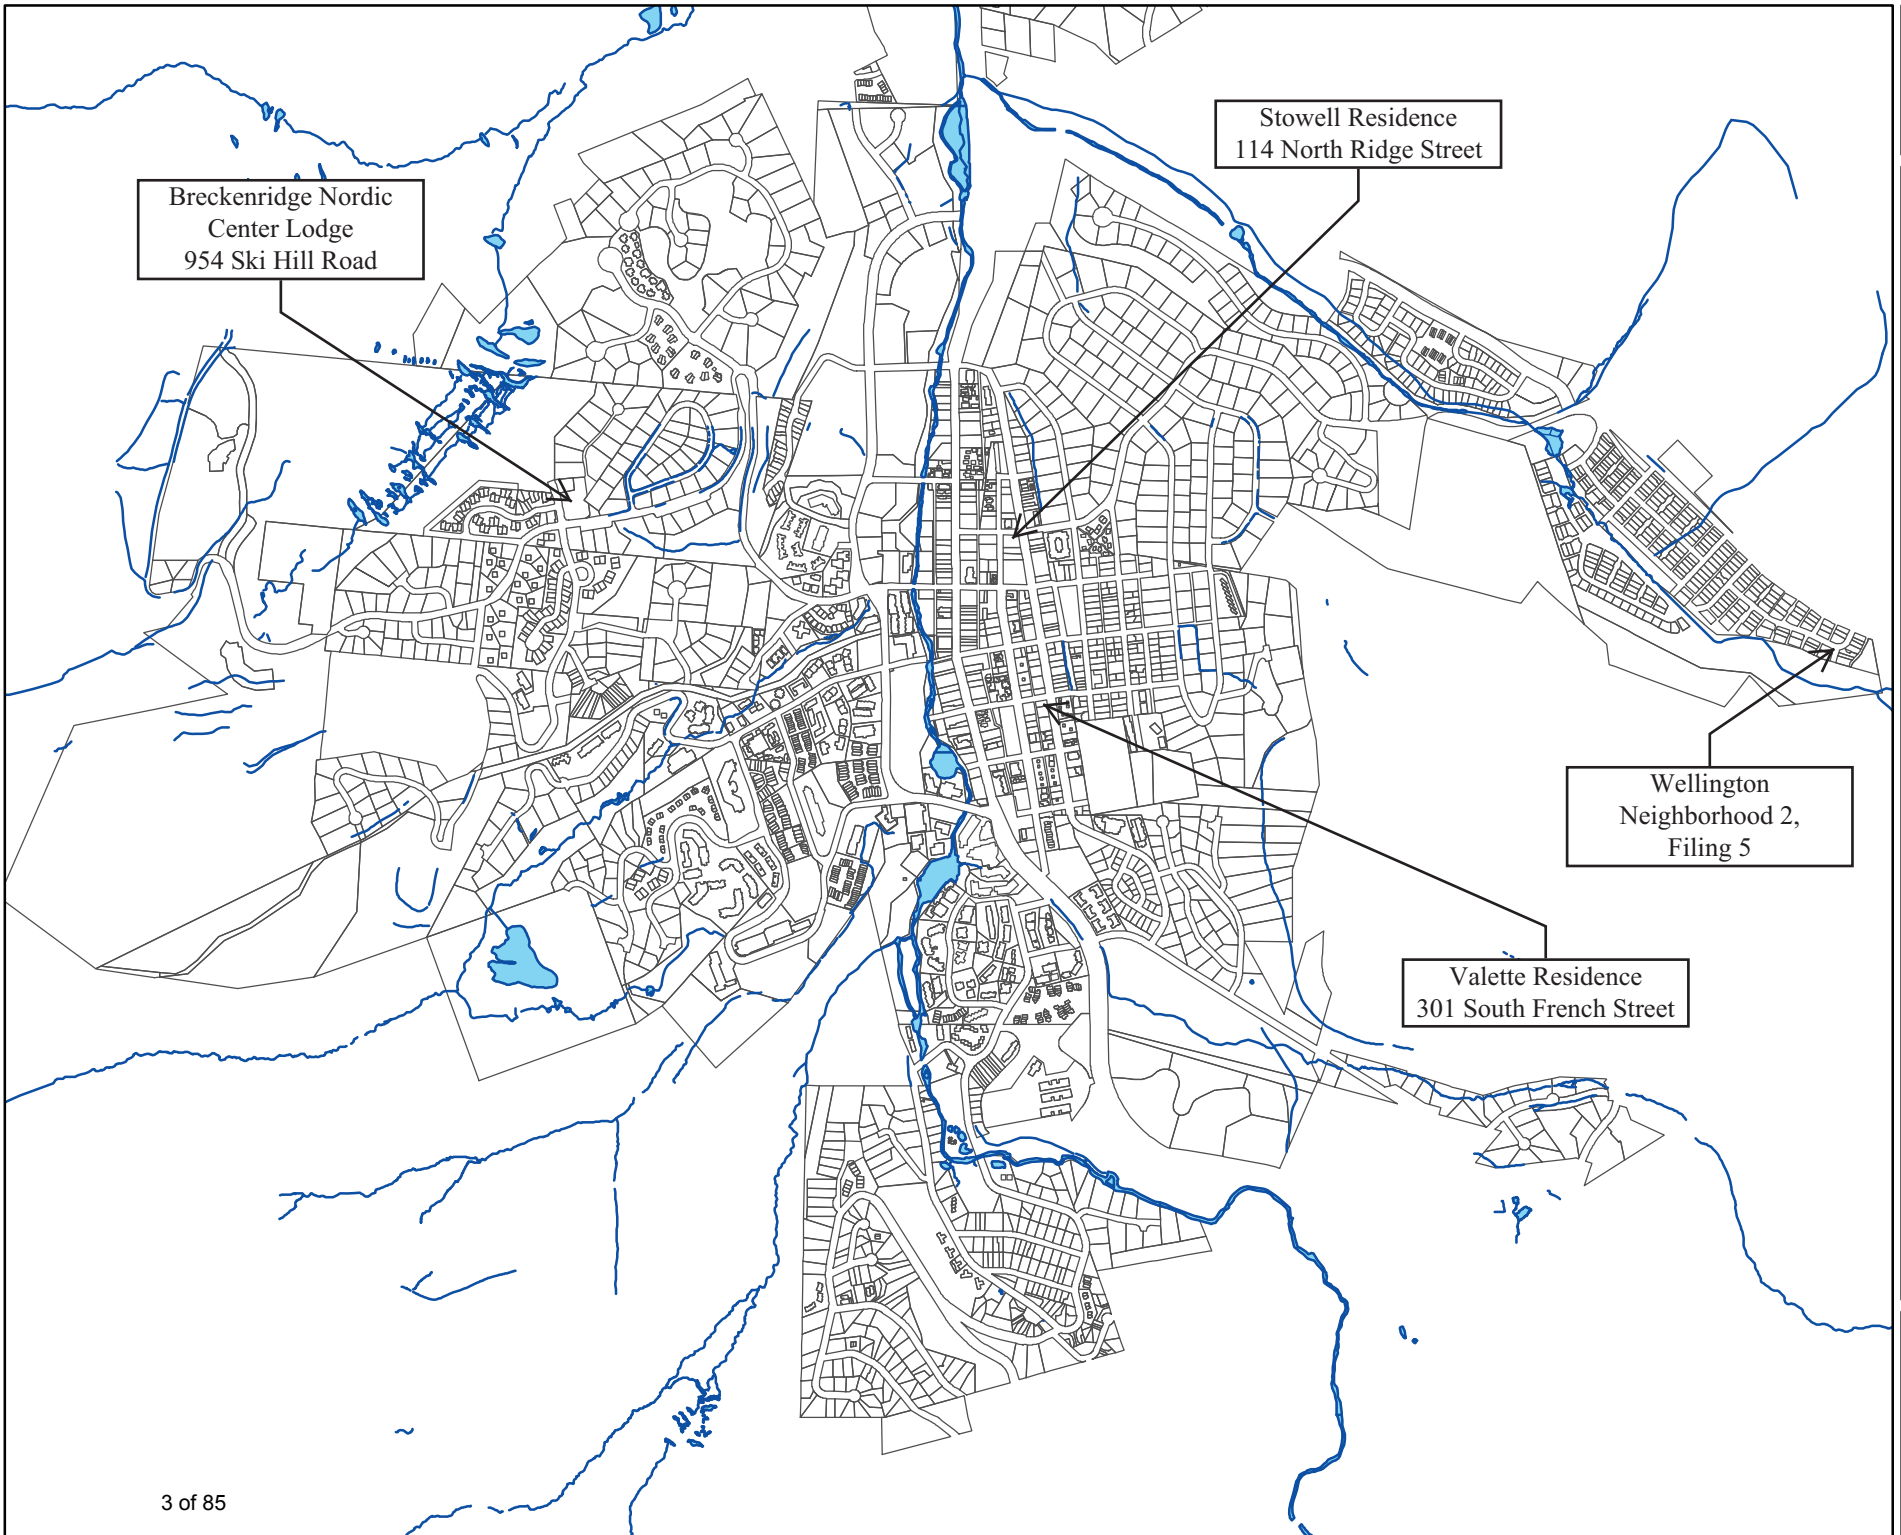 Stowell Residence
114 North Ridge Street
Breckenridge Nordic
Center Lodge
954 Ski Hill Road
Wellington
Neighborhood 2,
Filing 5
Valette Residence
301 South French Street
3 of 85